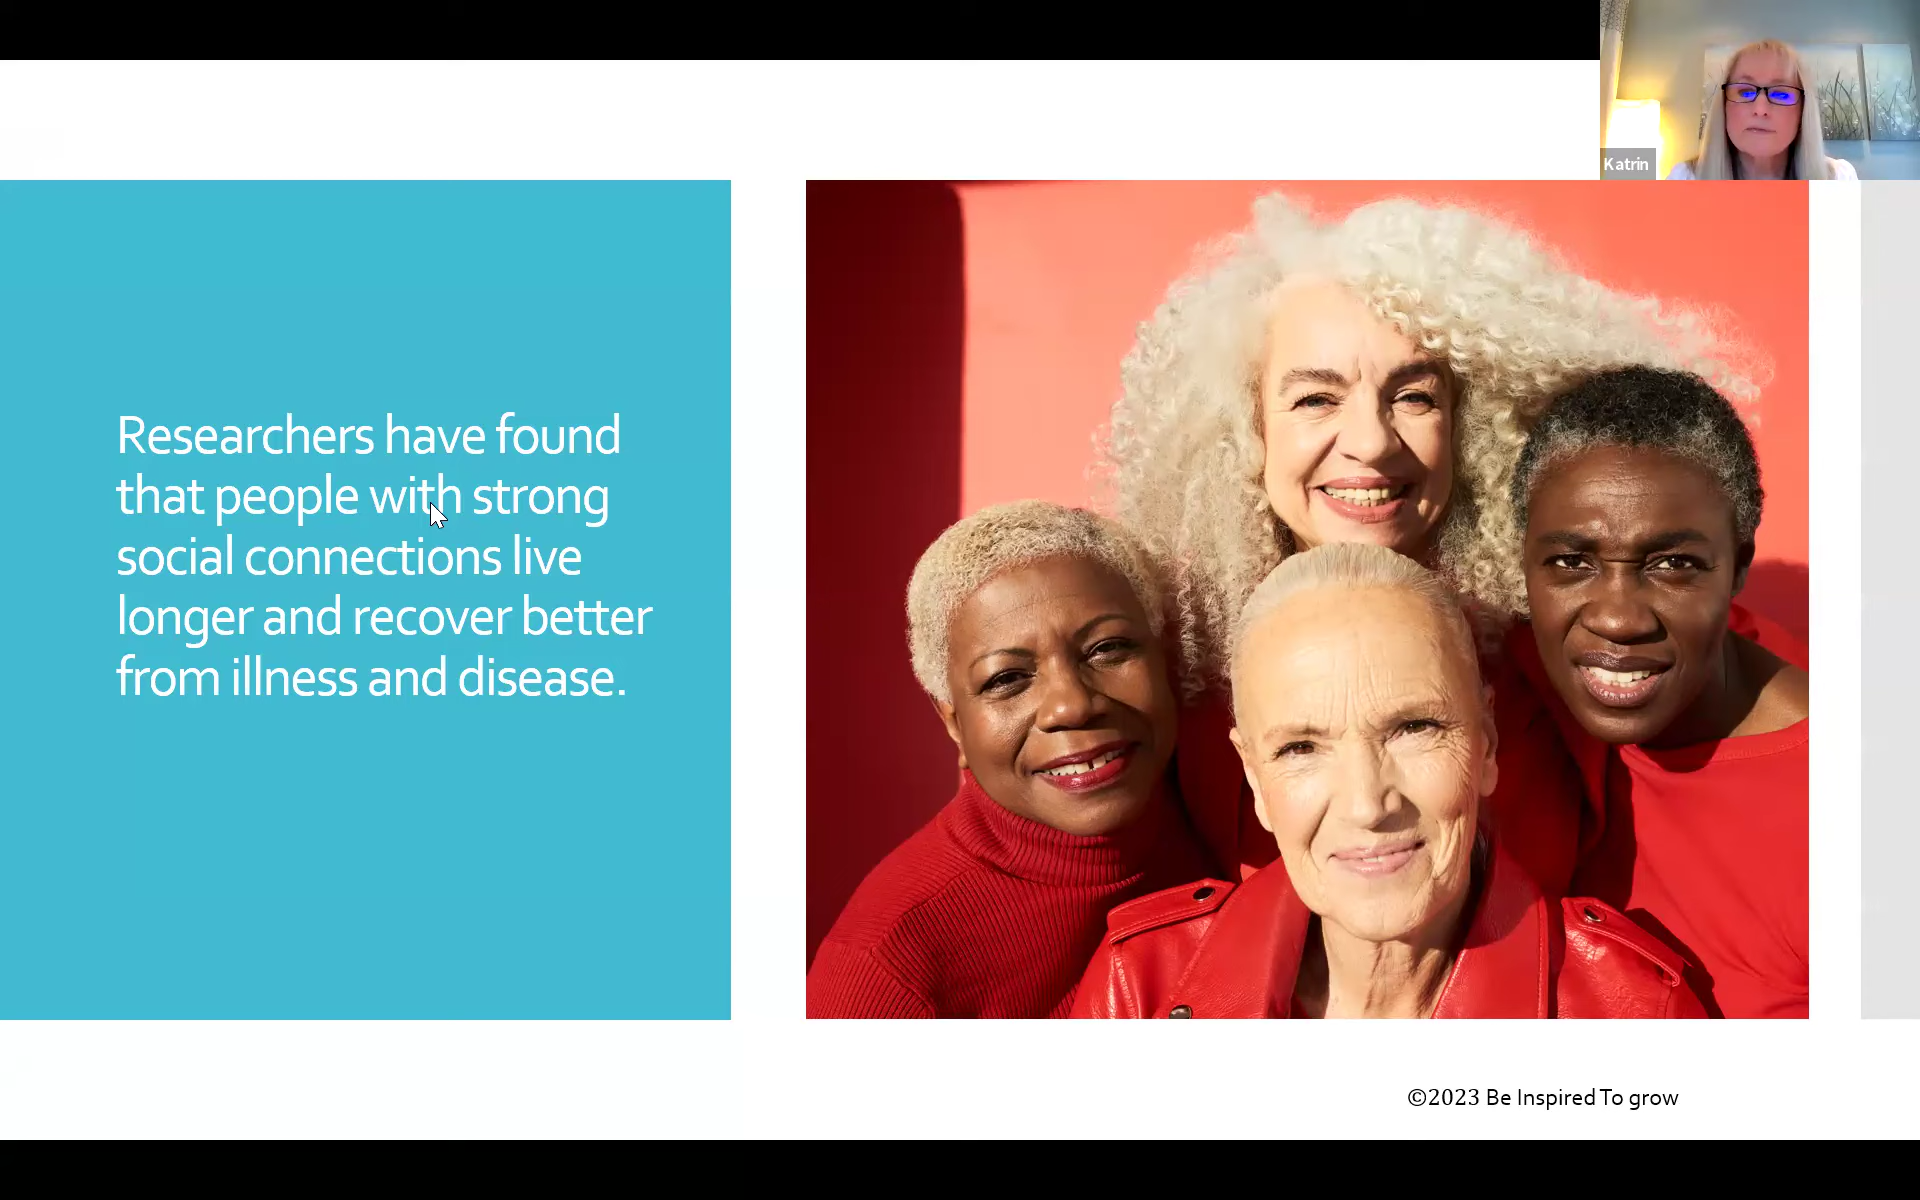 Katrin
Researchers have found
that people with strong
social connections live
longer and recover better
from illness and disease.
©2023 Be Inspired To grow